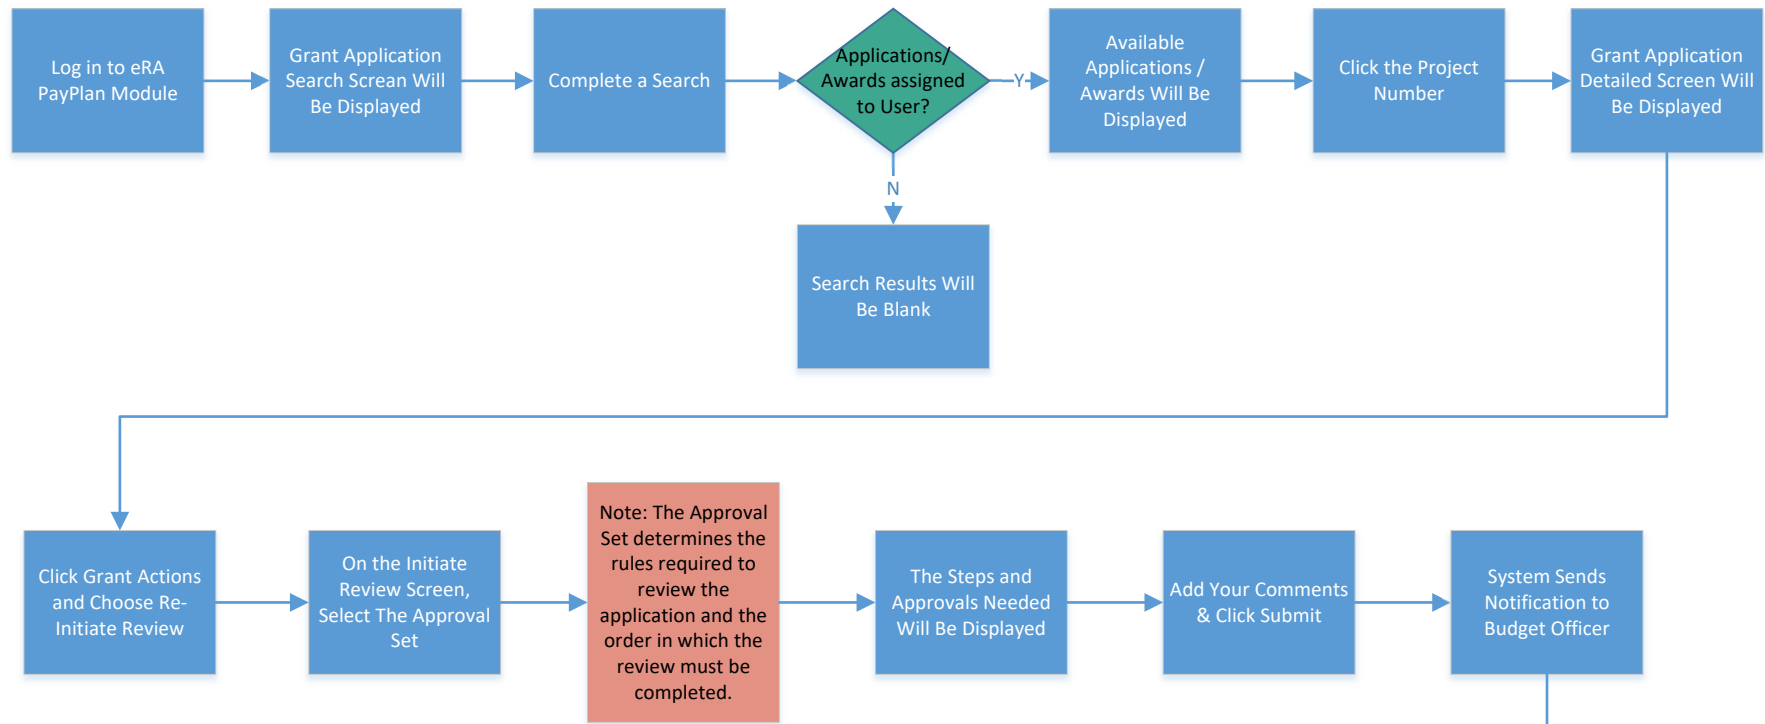 Log in to eRA
PayPlan Module
Grant Application
Search Screan Will
Be Displayed
Complete a Search
Applications/
Awards assigned
to User?
Y
Available
Applications /
Awards Will Be
Displayed
Click the Project
Number
Grant Application
Detailed Screen Will
Be Displayed
N
Search Results Will
Be Blank
Click Grant Actions
and Choose Re-
Initiate Review
On the Initiate
Review Screen,
Select The Approval
Set
Note: The Approval
Set determines the
rules required to
review the
application and the
order in which the
review must be
completed.
The Steps and
Approvals Needed
Will Be Displayed
Add Your Comments
& Click Submit
System Sends
Notification to
Budget Officer